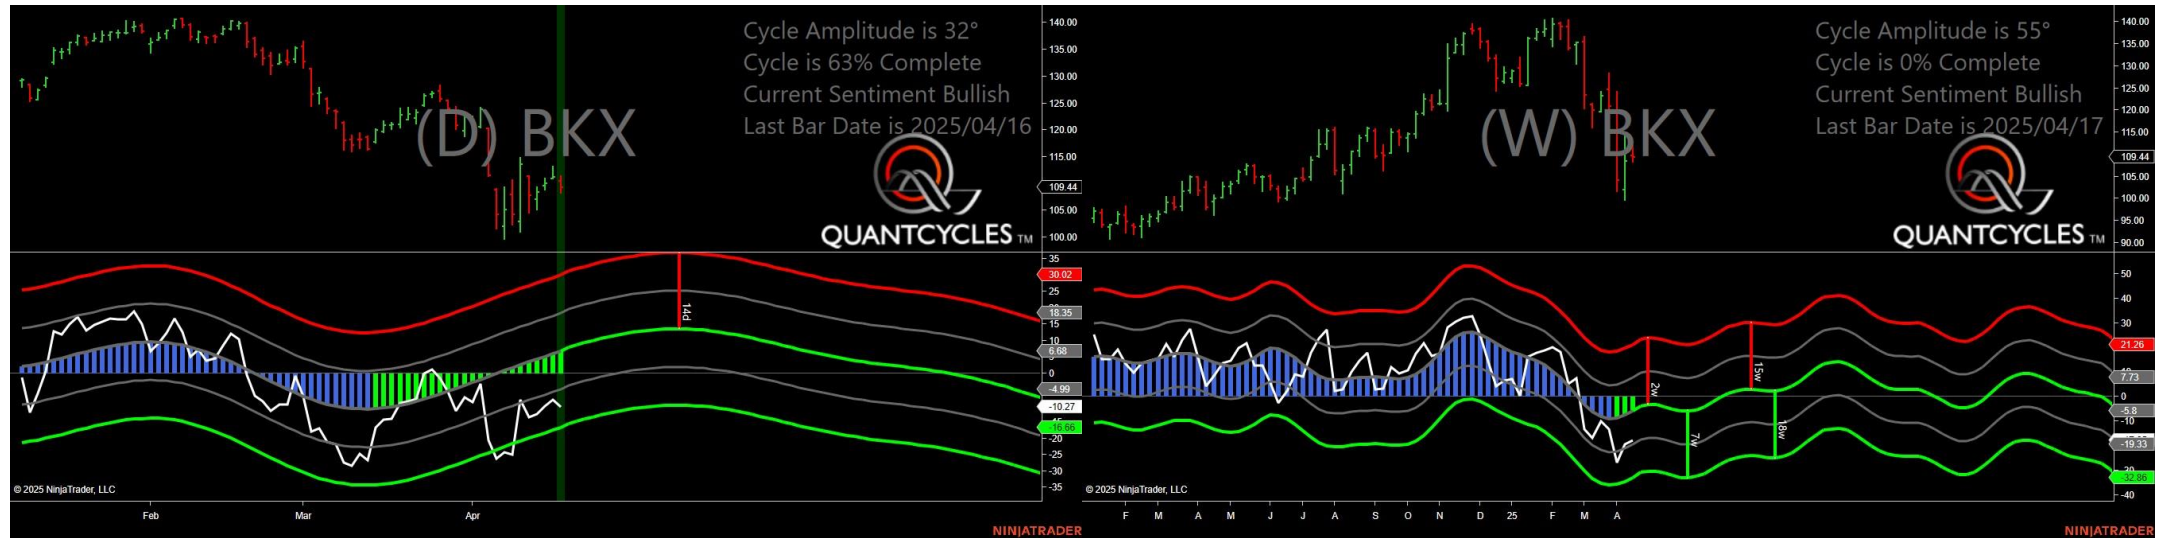 Cycle Amplitude is 32°
Cycle is 63% Complete
Current Sentiment Bullish
Last Bar Date is 2025/04/16
(D) BKX
QUANTCYCLES TM
140.00
135.00
130.00
125.00
120.00
115.00
109.44
105.00
100.00
35
30.02
25
18.35
15
10
6.68
0
-4.99
-10.27
-16.66
-20
-25
-30
-35
14d
© 2025 NinjaTrader, LLC
Feb Mar Apr
NINJATRADER
Cycle Amplitude is 55°
Cycle is 0% Complete
Current Sentiment Bullish
Last Bar Date is 2025/04/17
(W) BKX
QUANTCYCLES TM
140.00
135.00
130.00
125.00
120.00
115.00
109.44
105.00
100.00
95.00
90.00
50
40
30
21.26
7.73
0
-5.8
-10
-19.33
-32.86
-40
2w
7w
15w
18w
© 2025 NinjaTrader, LLC
F M A M J J A S O N D 25 F M A
NINJATRADER